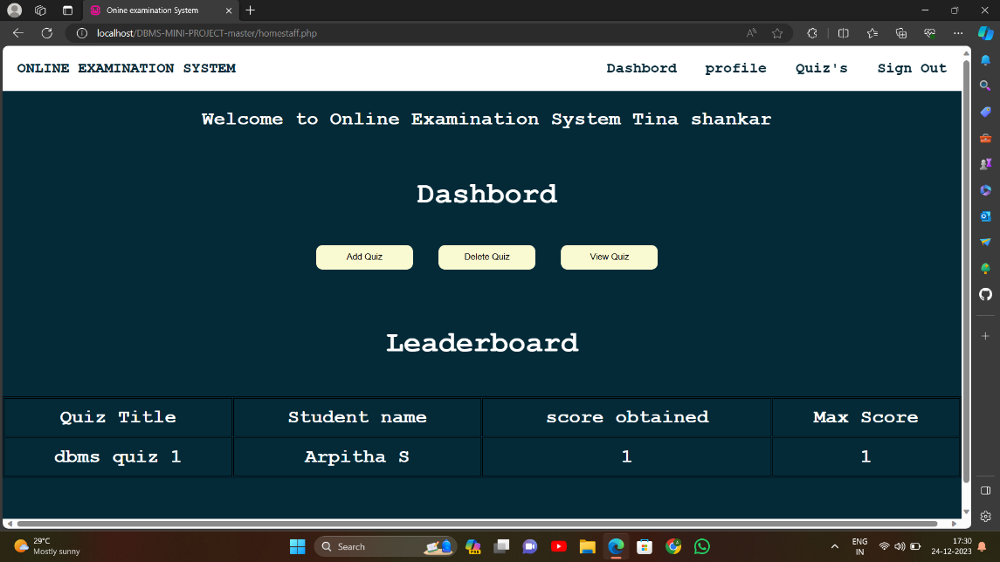 Onine examination System
localhost/DBMS-MINI-PROJECT-master/homestaff.php
ONLINE EXAMINATION SYSTEM
Dashbord profile Quiz's Sign Out
Welcome to Online Examination System Tina shankar
Dashbord
Add Quiz Delete Quiz View Quiz
Leaderboard
Quiz Title Student name score obtained Max Score
dbms quiz 1 Arpitha S 1 1
29°C
Mostly sunny
Search
PRE
ENG
IN
17:30
24-12-2023